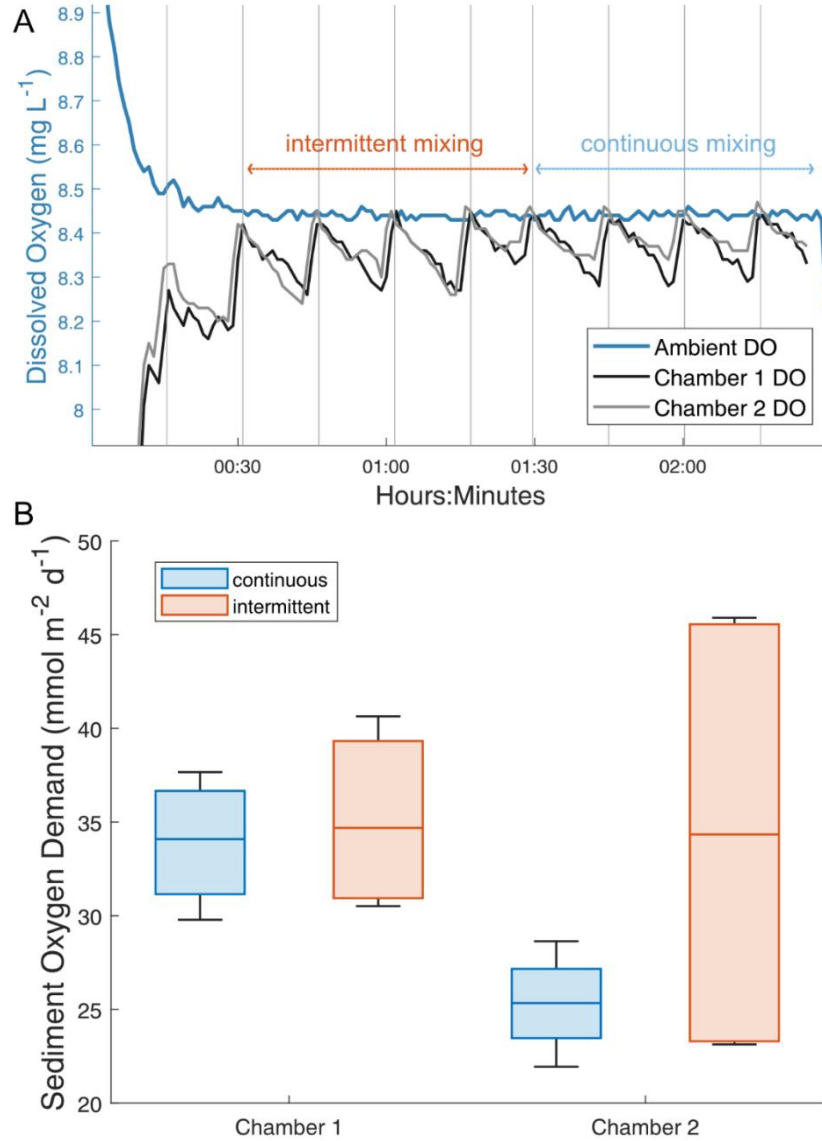 A
Dissolved Oxygen (mg L⁻¹)
8.9
8.8
8.7
8.6
8.5
8.4
8.3
8.2
8.1
8
intermittent mixing
continuous mixing
Ambient DO
Chamber 1 DO
Chamber 2 DO
00:30 01:00 01:30 02:00
Hours:Minutes
B
Sediment Oxygen Demand (mmol m⁻² d⁻¹)
50
45
40
35
30
25
20
continuous
intermittent
Chamber 1 Chamber 2